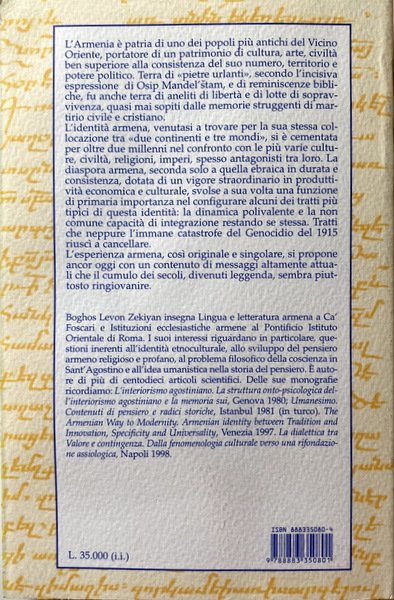 L'Armenia è patria di uno dei popoli più antichi del Vicino
Oriente, portatore di un patrimonio di cultura, arte, civiltà
ben superiore alla consistenza del suo numero, territorio e
potere politico. Terra di «pietre urlanti», secondo l'incisiva
espressione di Osip Mandel'štam, e di reminiscenze bibli-
che, fu anche terra di aneliti di libertà e di lotte di soprav-
vivenza, quasi mai sopiti dalle memorie struggenti di mar-
tirio civile e cristiano.
L'identità armena, venutasi a trovare per la sua stessa col-
locazione tra «due continenti e tre mondi», si è cementata
per oltre due millenni nel confronto con le più varie cultu-
re, civiltà, religioni, imperi, spesso antagonisti tra loro. La
diaspora armena, seconda solo a quella ebraica in durata e
consistenza, dotata di un vigore straordinario in produtti-
vità economica e culturale, svolse a sua volta una funzione
di primaria importanza nel configurare alcuni dei tratti più
tipici di questa identità: la dinamica polivalente e la non
comune capacità di integrazione restando se stessa. Tratti
che neppure l'immane catastrofe del Genocidio del 1915
riuscì a cancellare.
L'esperienza armena, così originale e singolare, si propone
ancor oggi con un contenuto di messaggi altamente attua-
li che il cumulo dei secoli, divenuti leggenda, sembra piut-
tosto ringiovanire.
Boghos Levon Zekiyan insegna Lingua e letteratura armena a Ca'
Foscari e Istituzioni ecclesiastiche armene al Pontificio Istituto
Orientale di Roma. I suoi interessi riguardano in particolare, que-
stioni inerenti all'identità etnoculturale, allo sviluppo del pensiero
armeno religioso e profano, al problema filosofico della coscienza in
Sant'Agostino e all'idea umanistica nella storia del pensiero. È auto-
re di più di centodieci articoli scientifici. Delle sue monografie
ricordiamo: L'interiorismo agostiniano. La struttura onto-psicologica del-
l'interiorismo agostiniano e la memoria sui, Genova 1980; Umanesimo.
Contenuti di pensiero e radici storiche, Istanbul 1981 (in turco). The
Armenian Way to Modernity. Armenian identity between Tradition and
Innovation, Specificity and Universality, Venezia 1997. La dialettica tra
Valore e contingenza. Dalla fenomenologia culturale verso una rifondazio-
ne assiologica, Napoli 1998.
ISBN 888335080-4
L. 35.000 (i.i.)
9 788883 350801